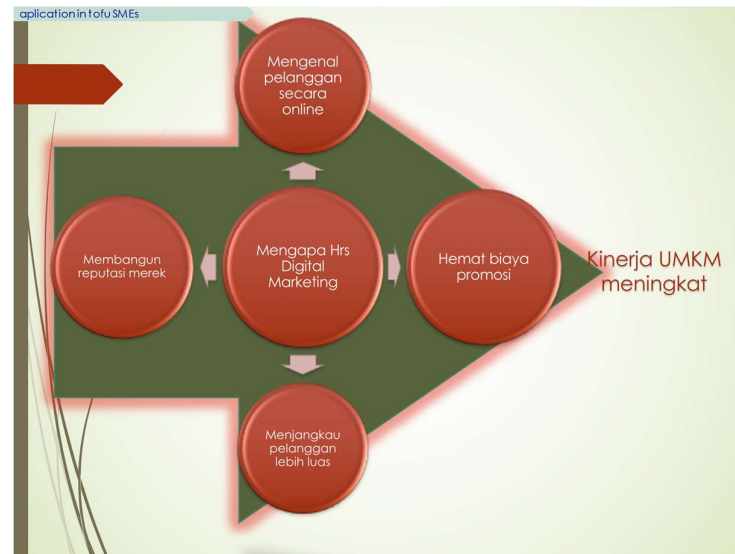 aplication in tofu SMEs
Mengenal
pelanggan
secara
online
Membangun
reputasi merek
Mengapa Hrs
Digital
Marketing
Hemat biaya
promosi
Kinerja UMKM
meningkat
Menjangkau
pelanggan
lebih luas